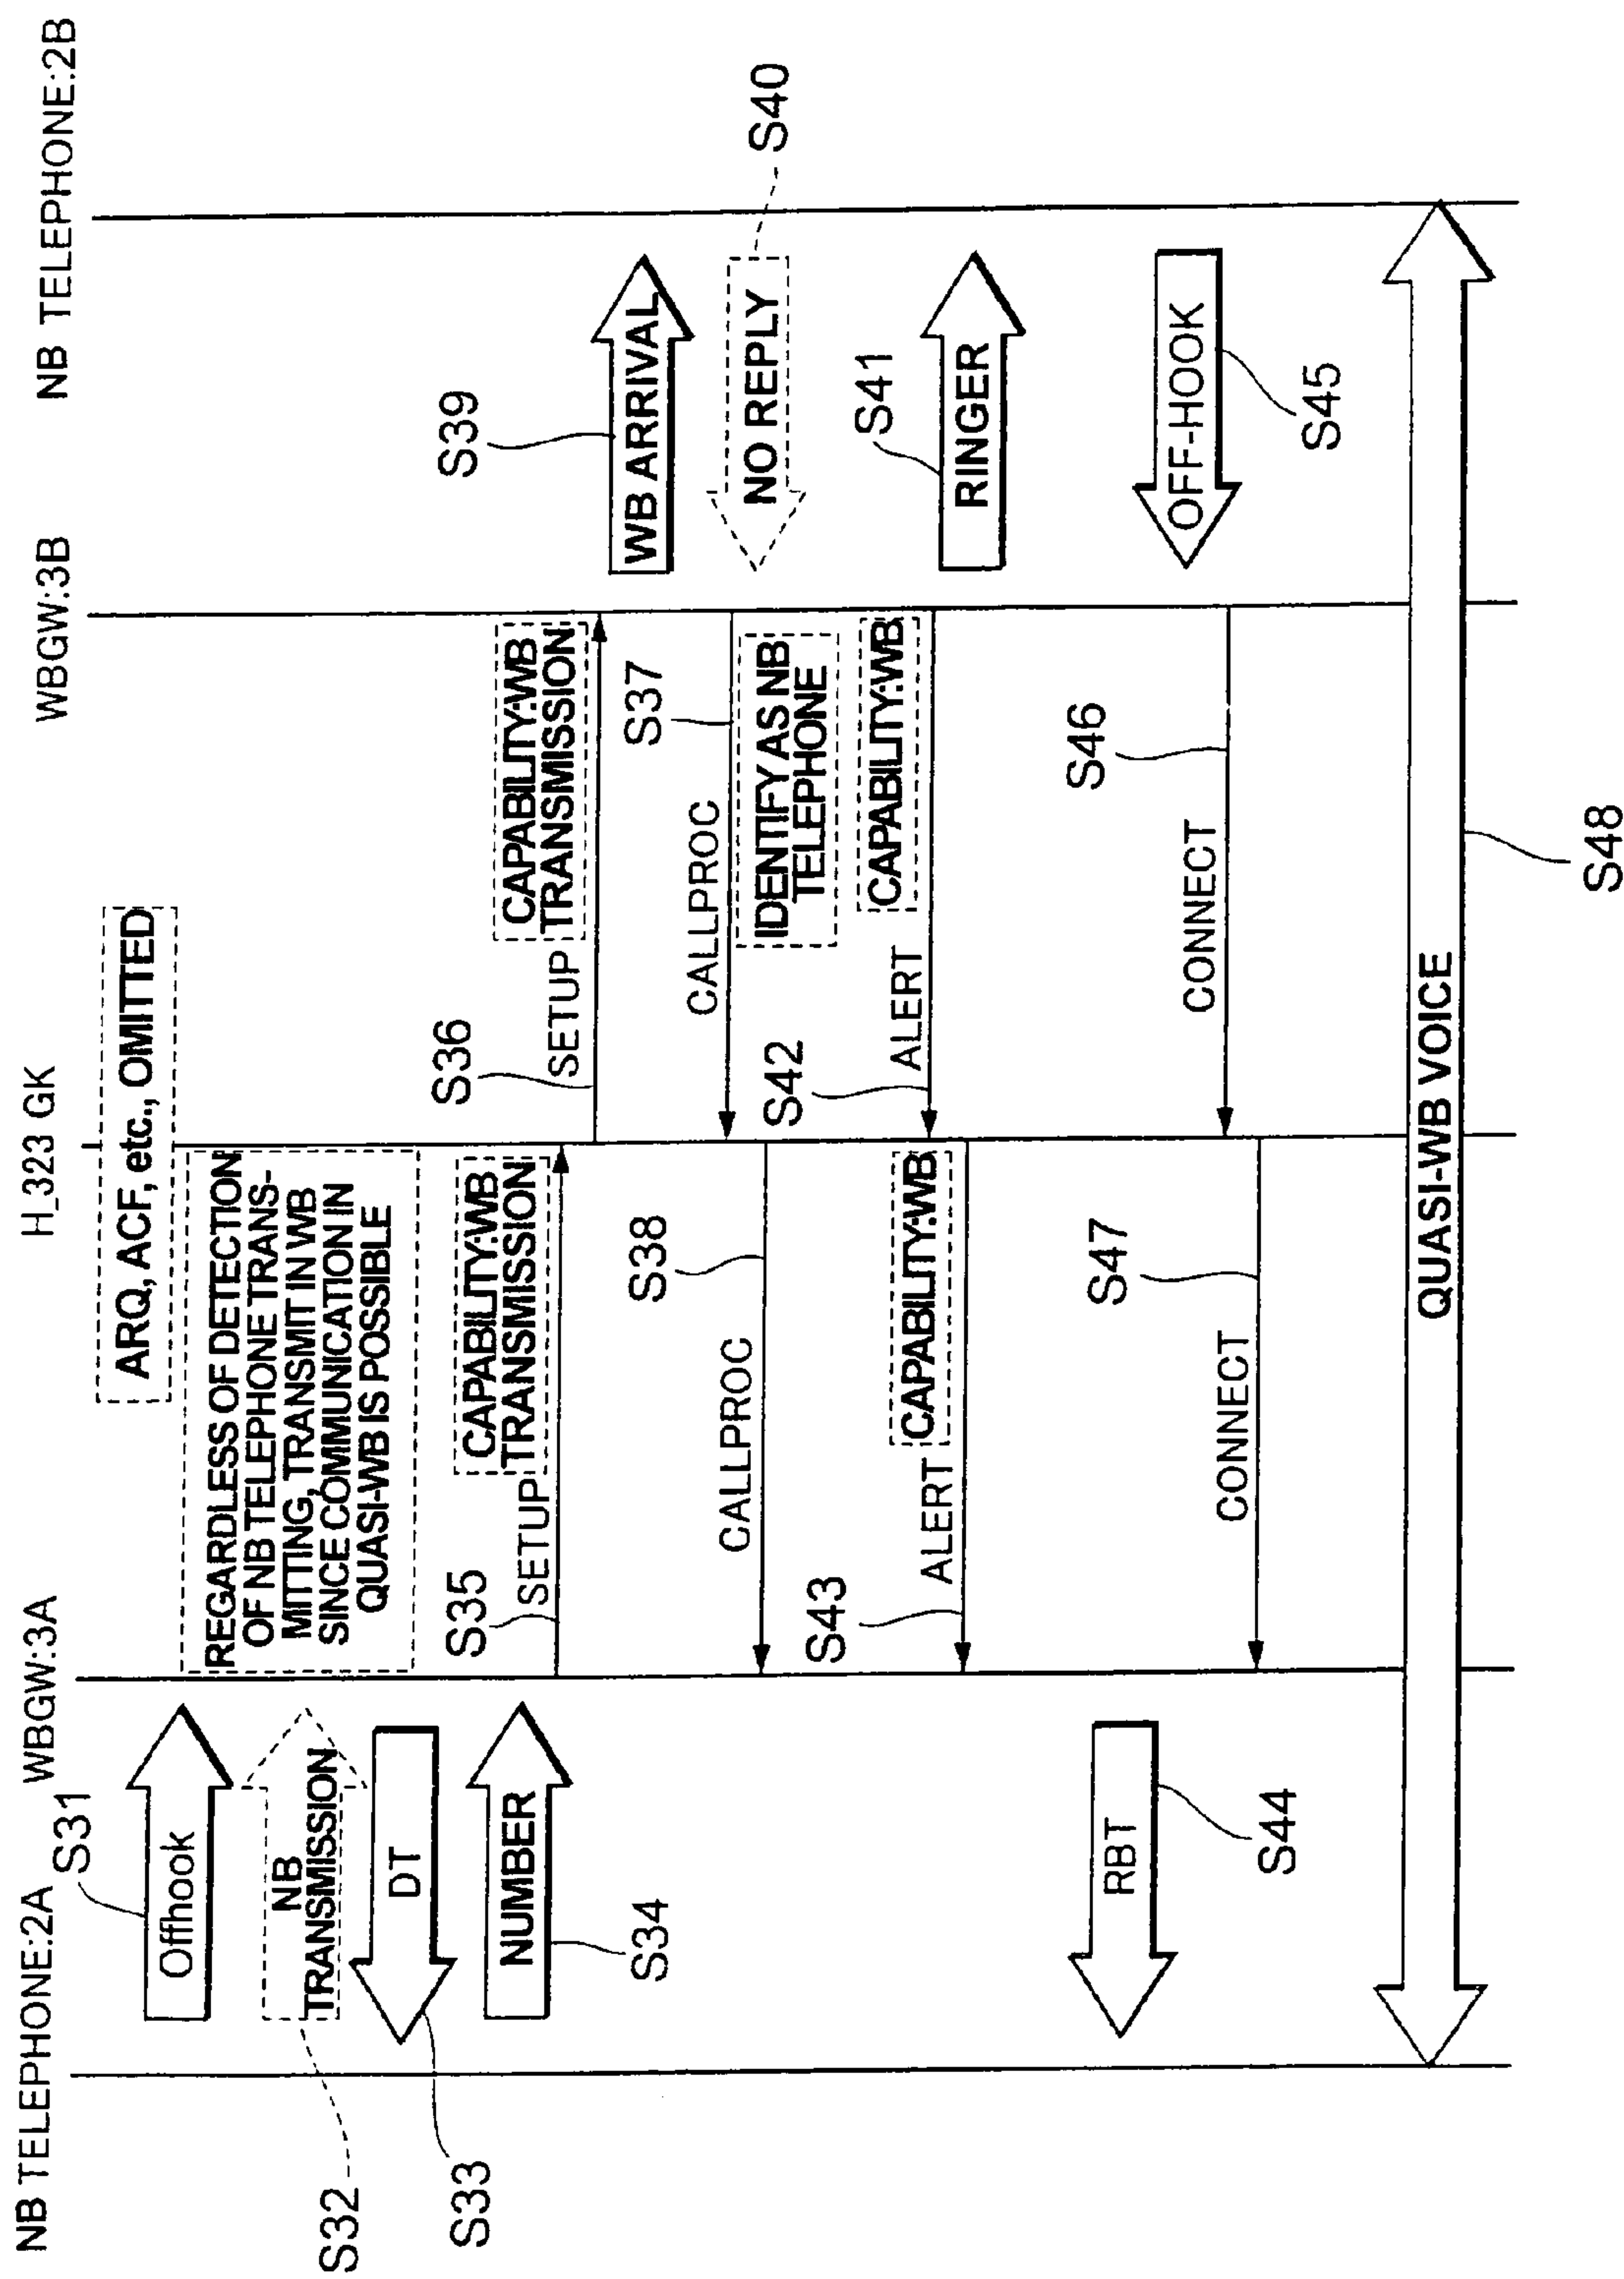 NB TELEPHONE:2A
WBGW:3A
H_323 GK
WBGW:3B
NB TELEPHONE:2B
S31
Offhook
ARQ, ACF, etc., OMITTED
S32
NB
TRANSMISSION
REGARDLESS OF DETECTION
OF NB TELEPHONE TRANS-
MITTING, TRANSMIT IN WB
SINCE COMMUNICATION IN
QUASI-WB IS POSSIBLE
S33
DT
S34
NUMBER
S35
SETUP
CAPABILITY:WB
TRANSMISSION
S36
SETUP
CAPABILITY:WB
TRANSMISSION
S39
WB ARRIVAL
S37
CALLPROC
S40
NO REPLY
S38
CALLPROC
IDENTIFY AS NB
TELEPHONE
S41
RINGER
S42
ALERT
CAPABILITY:WB
S43
ALERT
CAPABILITY:WB
S44
RBT
S45
OFF-HOOK
S46
CONNECT
S47
CONNECT
QUASI-WB VOICE
S48